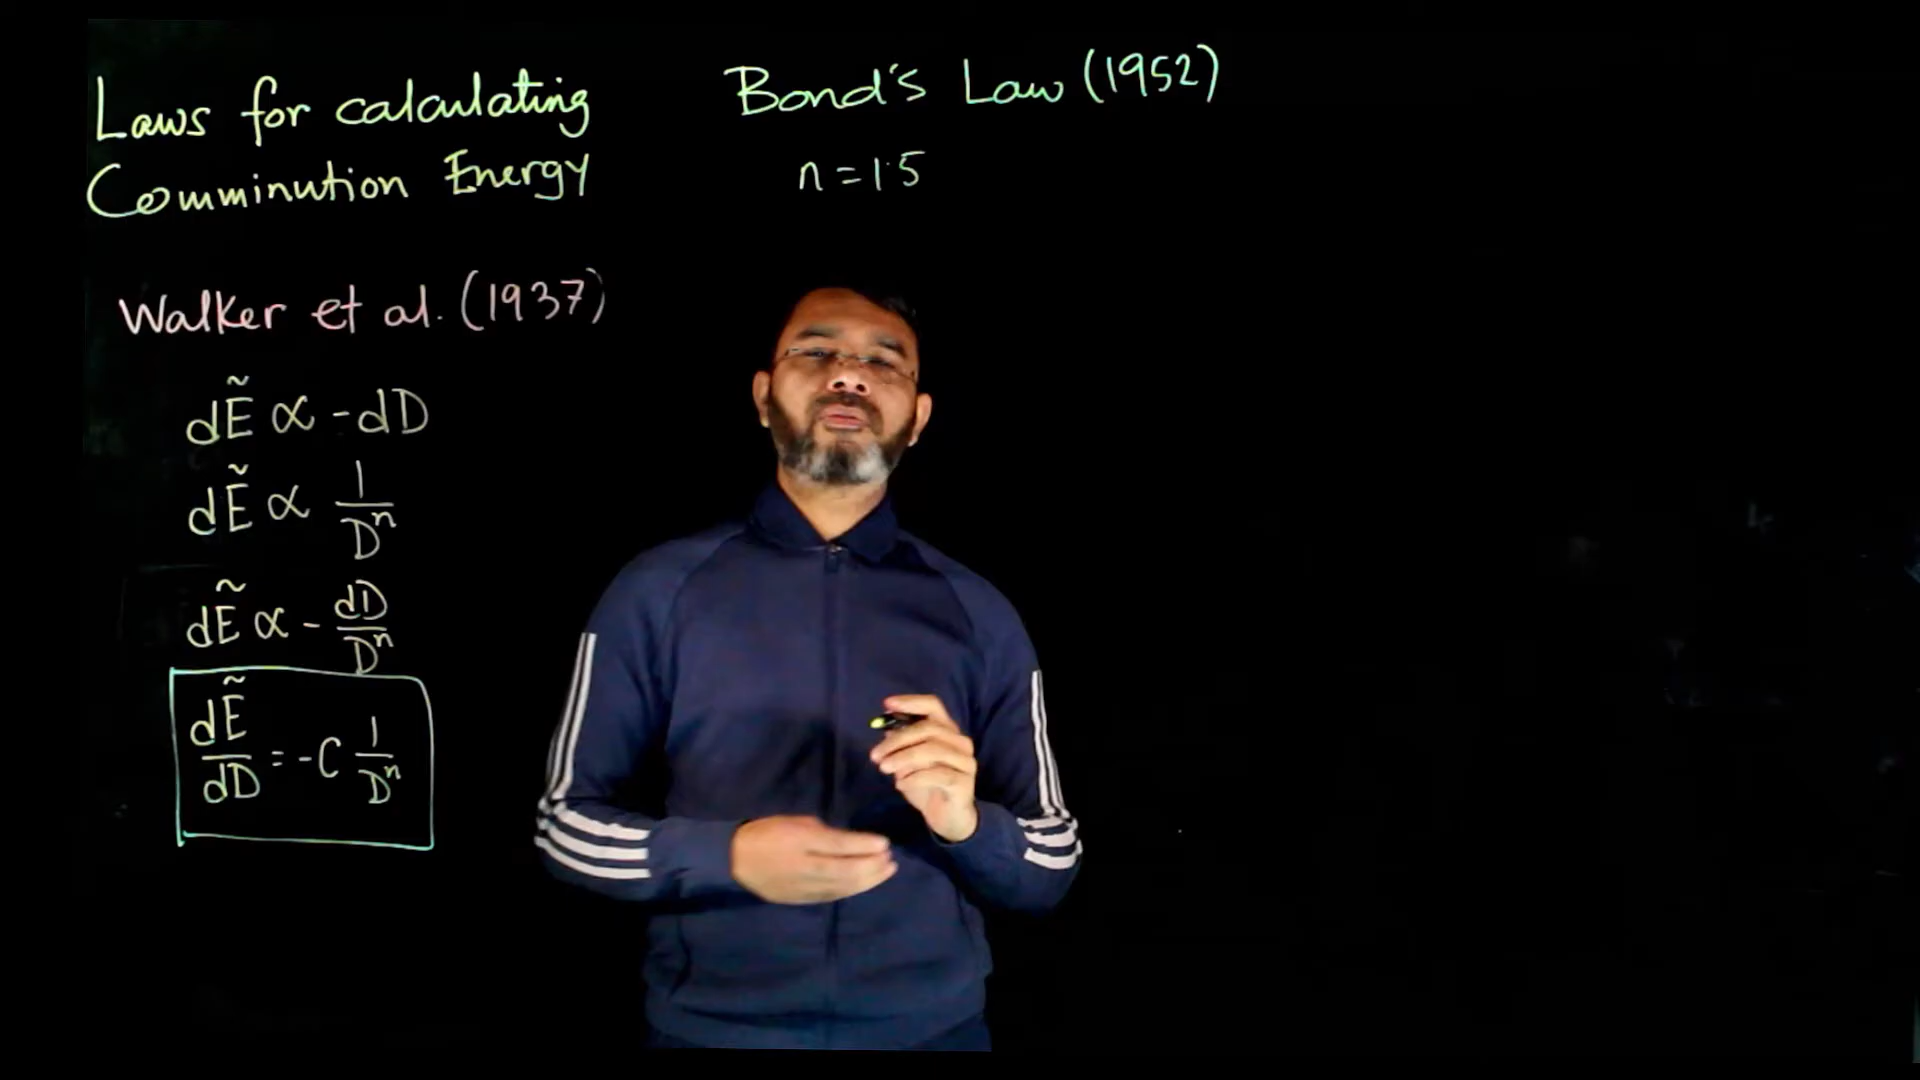 Laws for calculating
Comminution Energy
Walker et al. (1937)
dẼ ∝ -dD
dẼ ∝ 1/Dⁿ
dẼ ∝ - dD/Dⁿ
dẼ/dD = -C 1/Dⁿ
Bond's Law (1952)
n = 1.5